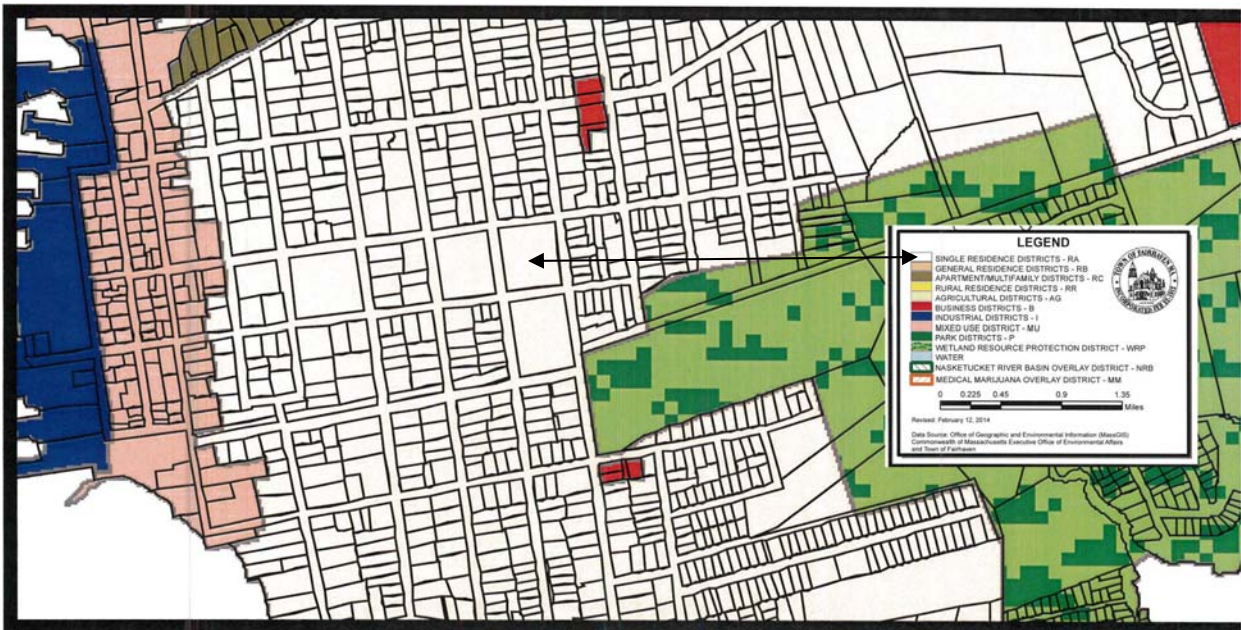 LEGEND
SINGLE RESIDENCE DISTRICTS - RA
GENERAL RESIDENCE DISTRICTS - RB
APARTMENT/MULTIFAMILY DISTRICTS - RC
RURAL RESIDENCE DISTRICTS - RR
AGRICULTURAL DISTRICTS - AG
BUSINESS DISTRICTS - B
INDUSTRIAL DISTRICTS - I
MIXED USE DISTRICT - MU
PARK DISTRICTS - P
WETLAND RESOURCE PROTECTION DISTRICT - WRP
WATER
NASKETUCKET RIVER BASIN OVERLAY DISTRICT - NRB
MEDICAL MARIJUANA OVERLAY DISTRICT - MM
0 0.225 0.45 0.9 1.35
Miles
Revised: February 12, 2014
Data Source: Office of Geographic and Environmental Information (MassGIS)
Commonwealth of Massachusetts Executive Office of Environmental Affairs
and Town of Fairhaven
TOWN OF FAIRHAVEN
INCORPORATED